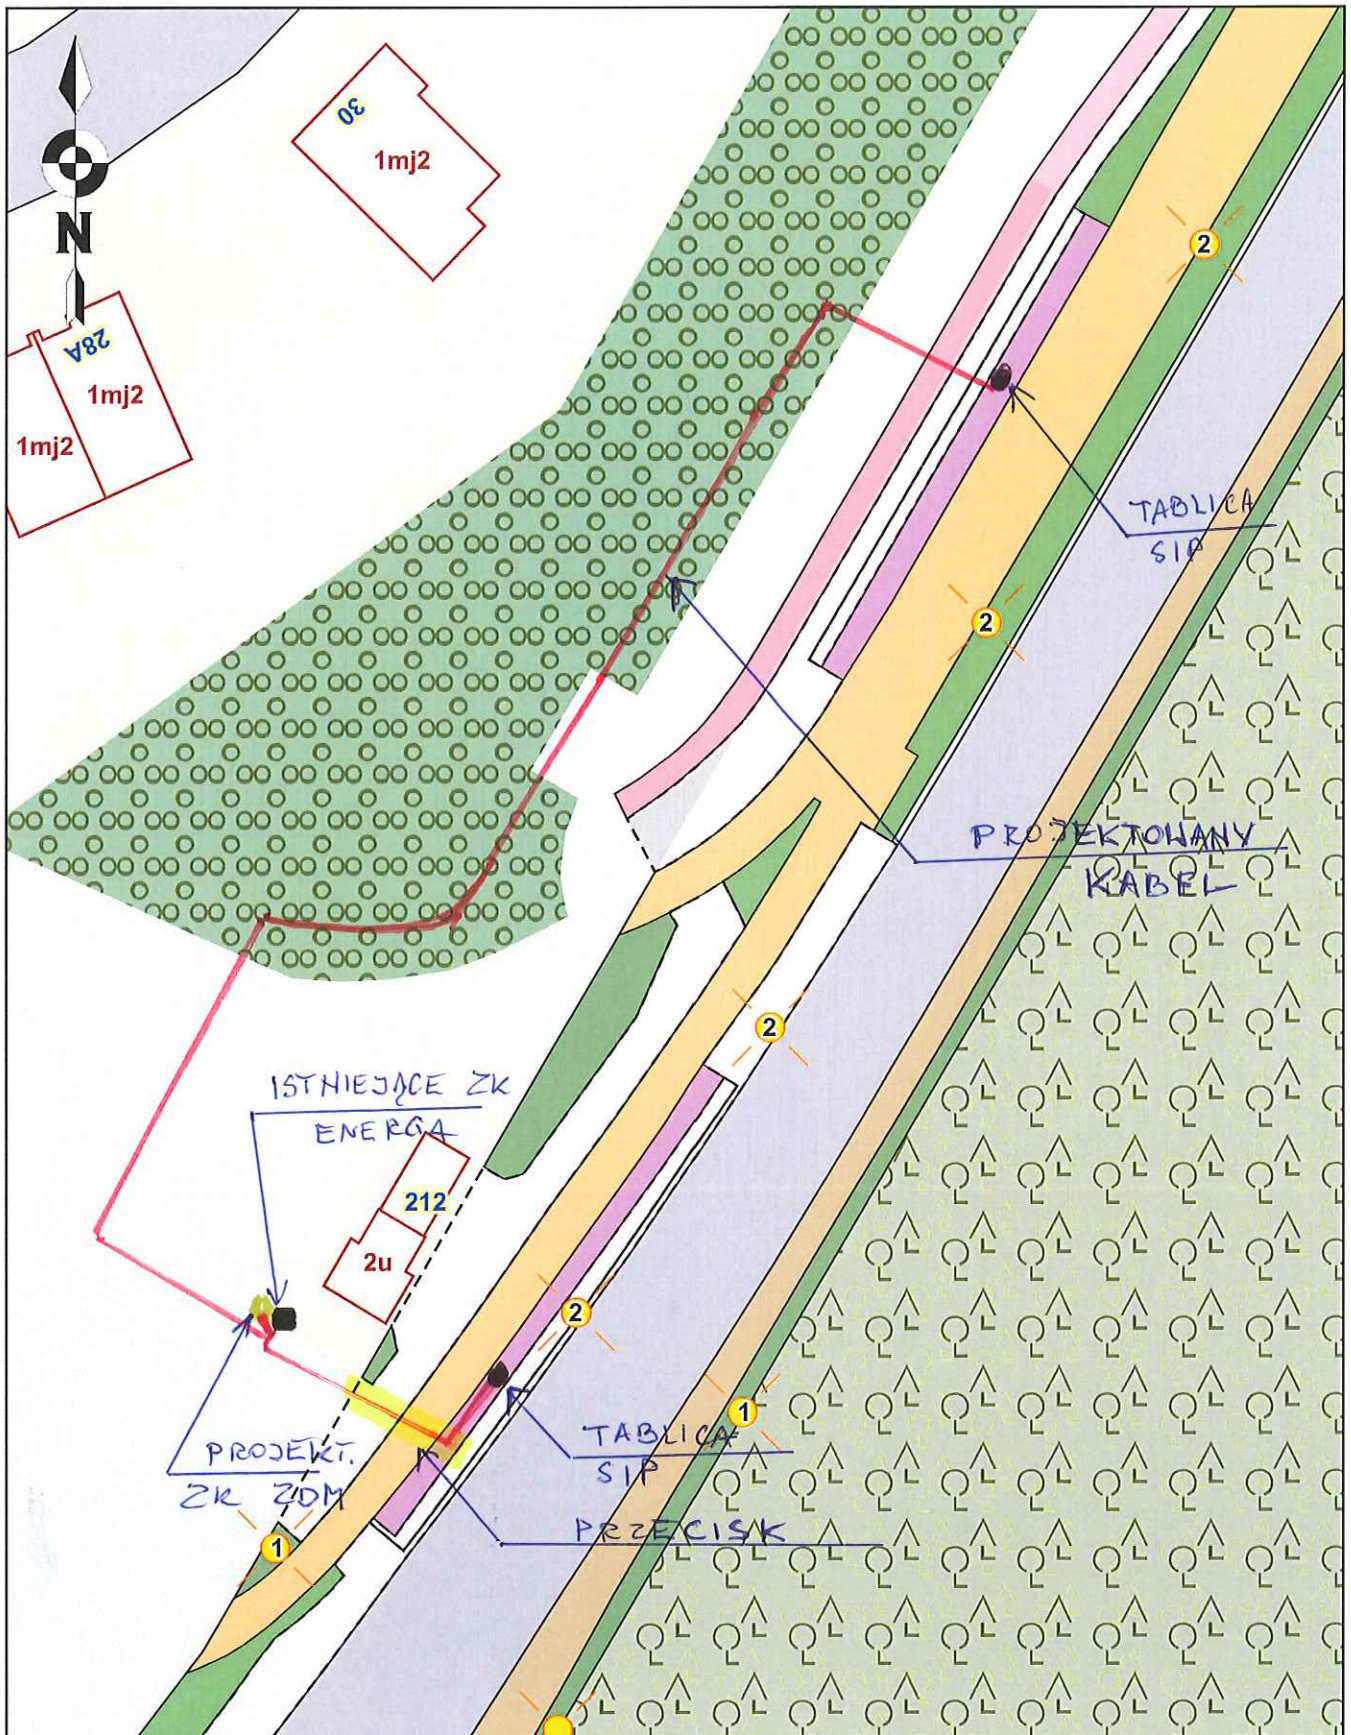 30
1mj2
N
28A
1mj2
1mj2
2
TABLICA
SIP
2
PROJEKTOWANY
KABEL
2
ISTNIEJĄCE ZK
ENERGA
212
2u
2
1
TABLICA
SIP
PROJEKT.
ZK ZDM
PRZECISK
1